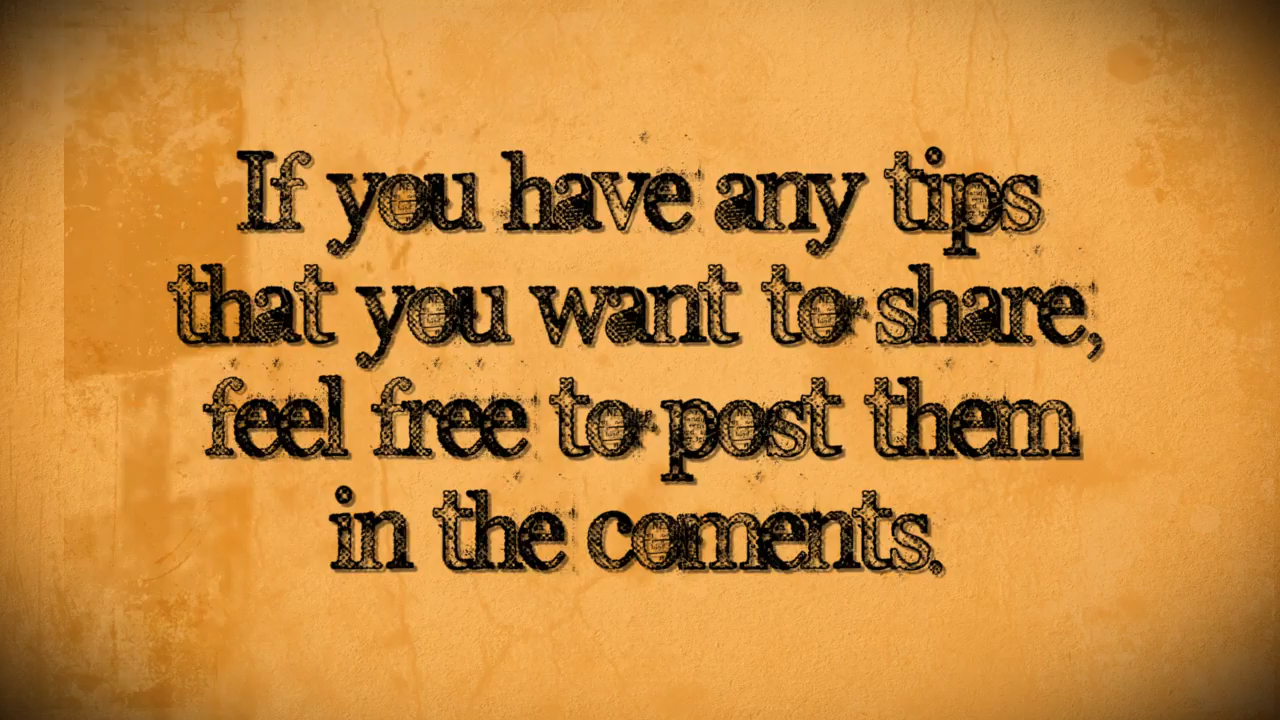 If you have any tips
that you want to share,
feel free to post them
in the coments.